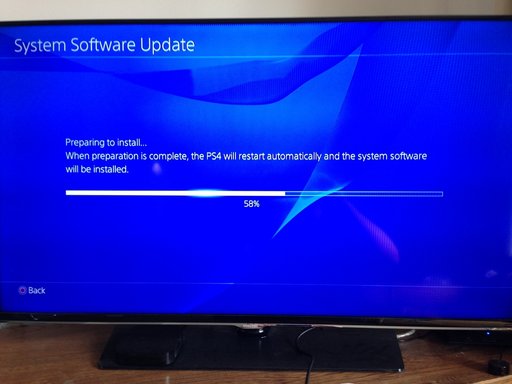 System Software Update
Preparing to install...
When preparation is complete, the PS4 will restart automatically and the system software
will be installed.
58%
Back